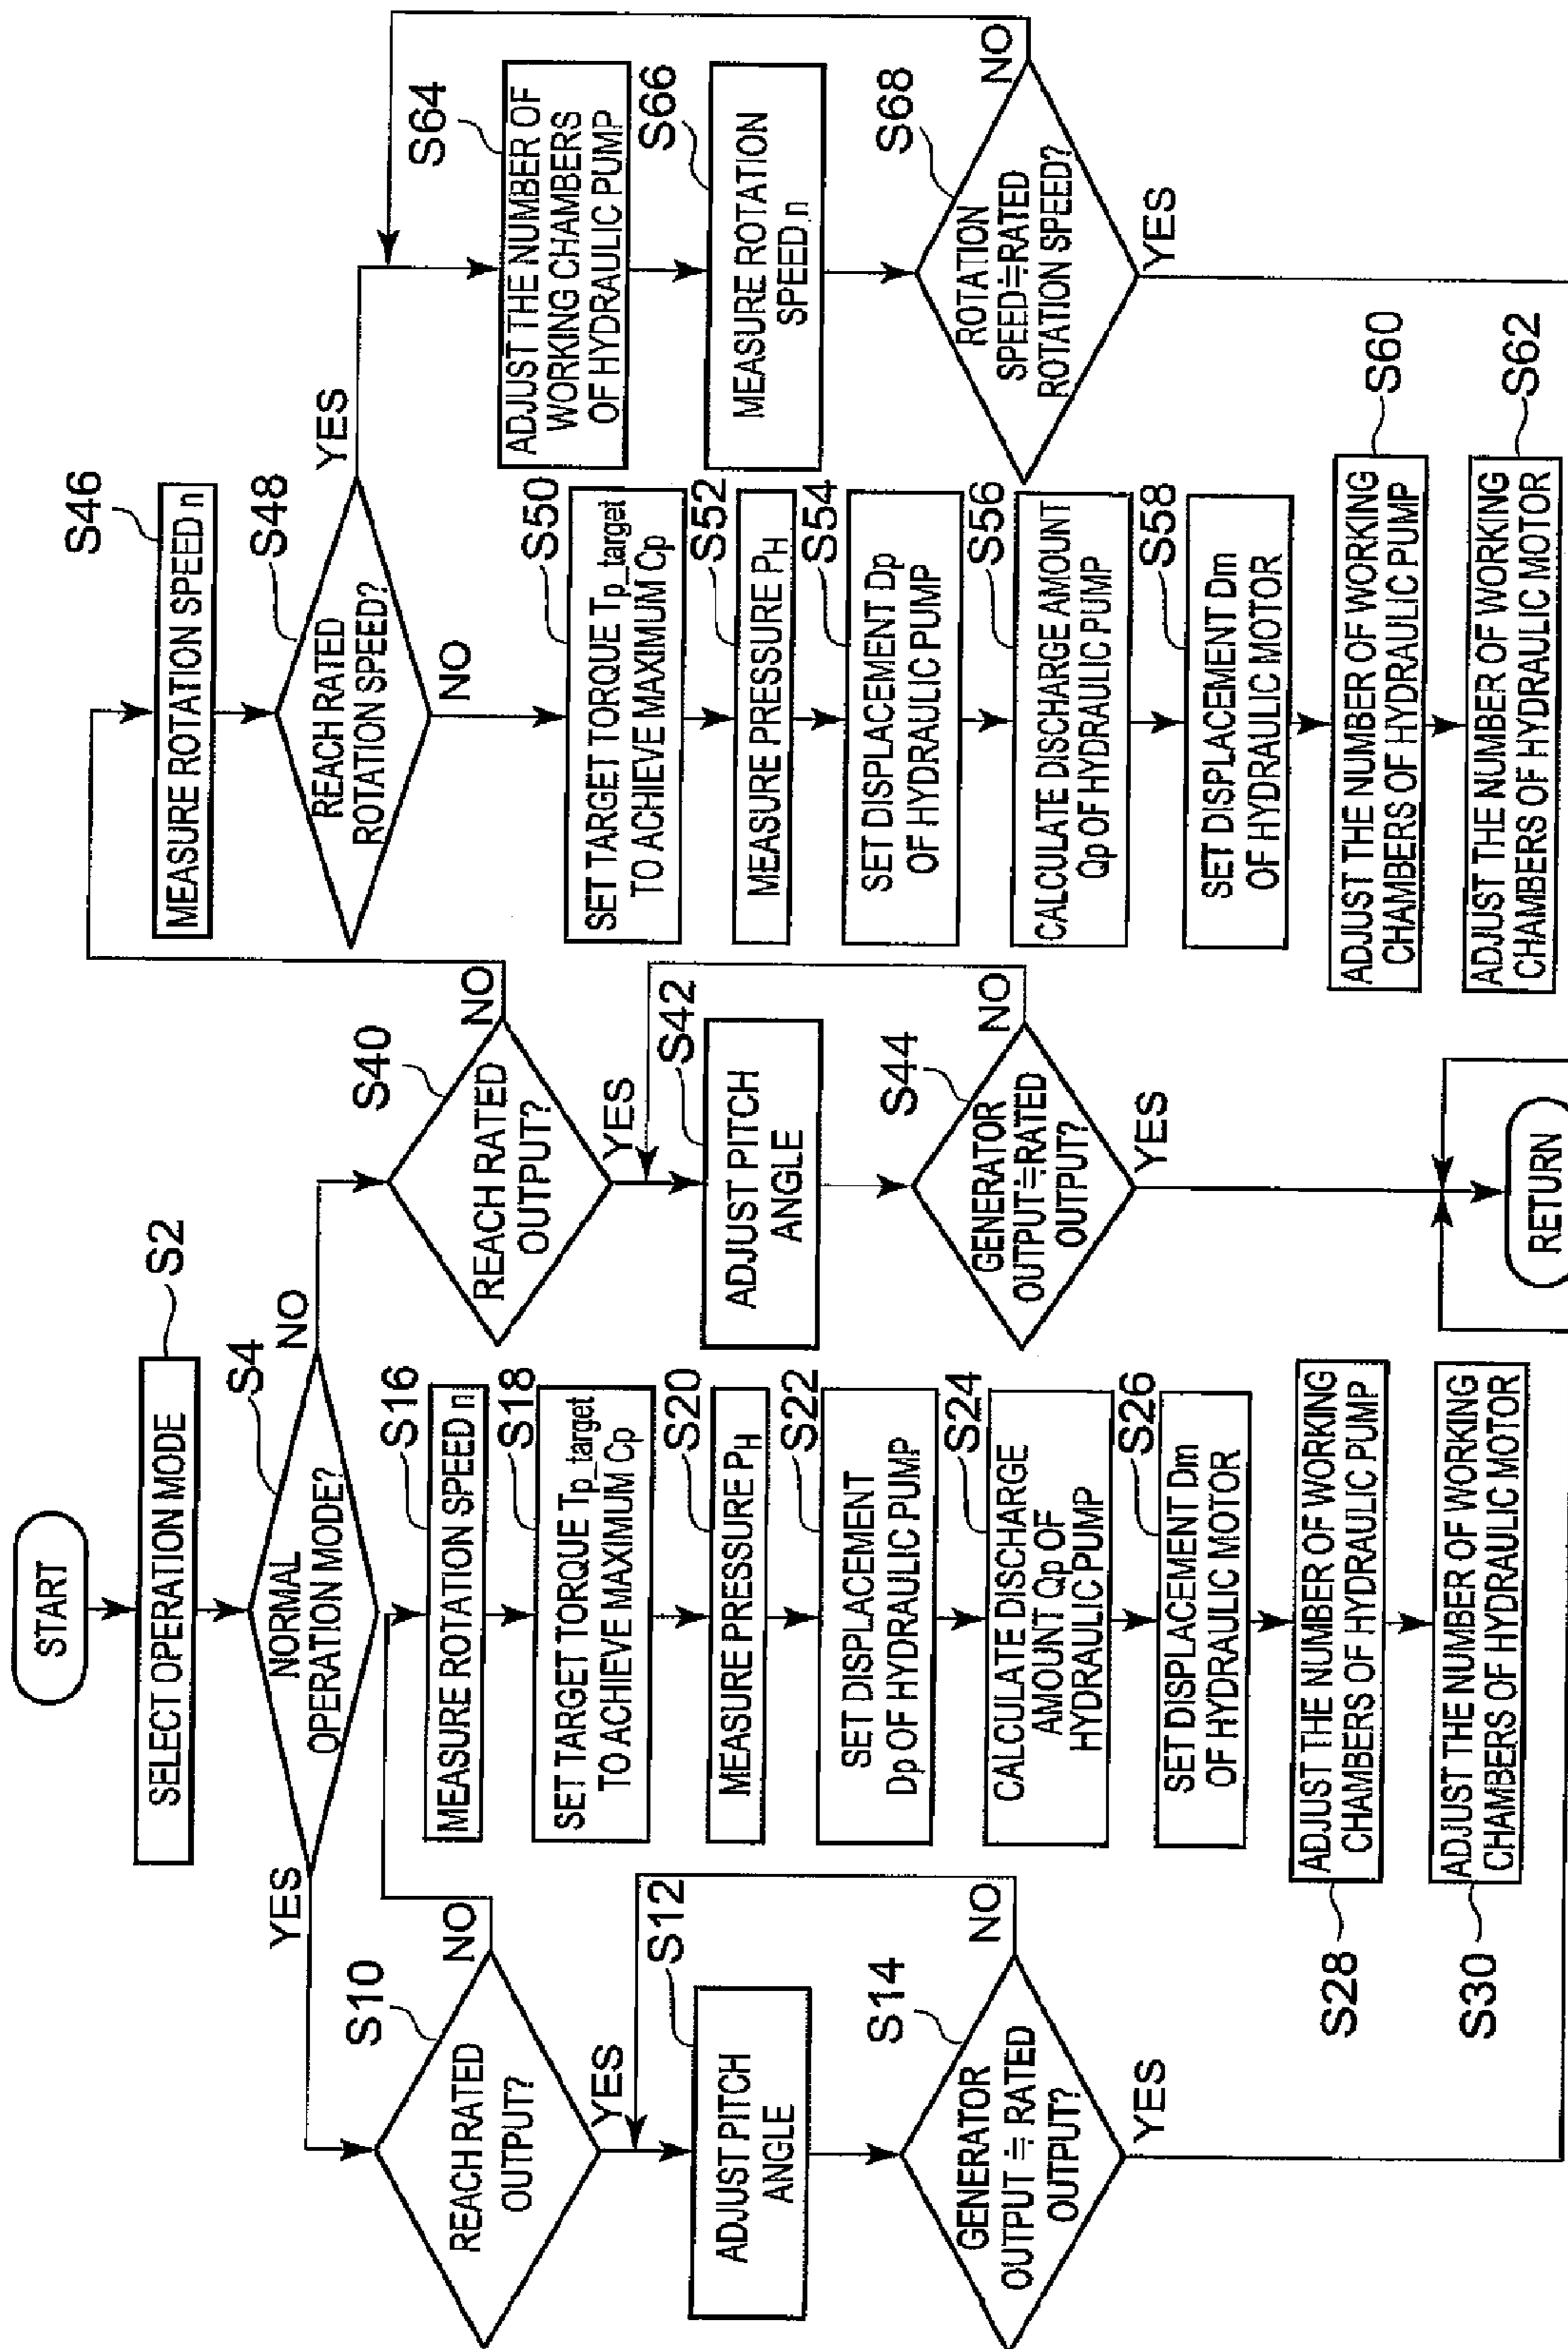 START
SELECT OPERATION MODE
S2
NORMAL
OPERATION MODE?
S4
YES
NO
REACH RATED
OUTPUT?
S10
NO
YES
ADJUST PITCH
ANGLE
S12
GENERATOR
OUTPUT ≒ RATED
OUTPUT?
S14
NO
YES
MEASURE ROTATION SPEED n
S16
SET TARGET TORQUE Tp_target
TO ACHIEVE MAXIMUM Cp
S18
MEASURE PRESSURE PH
S20
SET DISPLACEMENT
Dp OF HYDRAULIC PUMP
S22
CALCULATE DISCHARGE
AMOUNT Qp OF
HYDRAULIC PUMP
S24
SET DISPLACEMENT Dm
OF HYDRAULIC MOTOR
S26
ADJUST THE NUMBER OF WORKING
CHAMBERS OF HYDRAULIC PUMP
S28
ADJUST THE NUMBER OF WORKING
CHAMBERS OF HYDRAULIC MOTOR
S30
REACH RATED
OUTPUT?
S40
NO
YES
ADJUST PITCH
ANGLE
S42
GENERATOR
OUTPUT≒RATED
OUTPUT?
S44
NO
YES
RETURN
MEASURE ROTATION SPEED n
S46
REACH RATED
ROTATION SPEED?
S48
YES
NO
SET TARGET TORQUE Tp_target
TO ACHIEVE MAXIMUM Cp
S50
MEASURE PRESSURE PH
S52
SET DISPLACEMENT Dp
OF HYDRAULIC PUMP
S54
CALCULATE DISCHARGE AMOUNT
Qp OF HYDRAULIC PUMP
S56
SET DISPLACEMENT Dm
OF HYDRAULIC MOTOR
S58
ADJUST THE NUMBER OF WORKING
CHAMBERS OF HYDRAULIC PUMP
S60
ADJUST THE NUMBER OF WORKING
CHAMBERS OF HYDRAULIC MOTOR
S62
ADJUST THE NUMBER OF
WORKING CHAMBERS
OF HYDRAULIC PUMP
S64
MEASURE ROTATION
SPEED n
S66
ROTATION
SPEED≒RATED
ROTATION SPEED?
S68
NO
YES